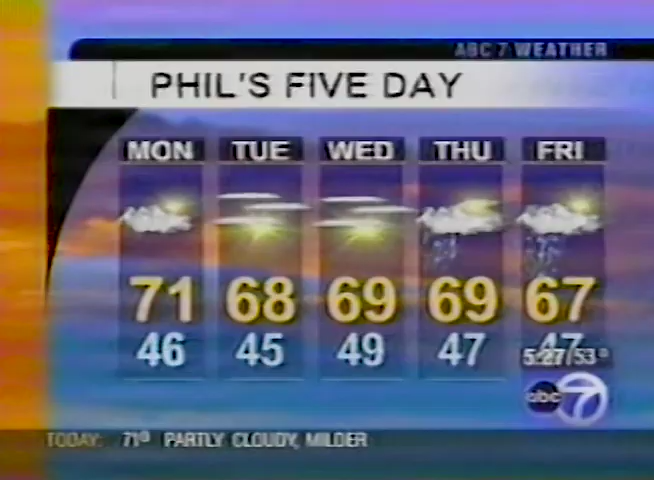 ABC 7 WEATHER
PHIL'S FIVE DAY
MON TUE WED THU FRI
71 68 69 69 67
46 45 49 47 47
5:27/53°
abc 7
TODAY: 71° PARTLY CLOUDY, MILDER